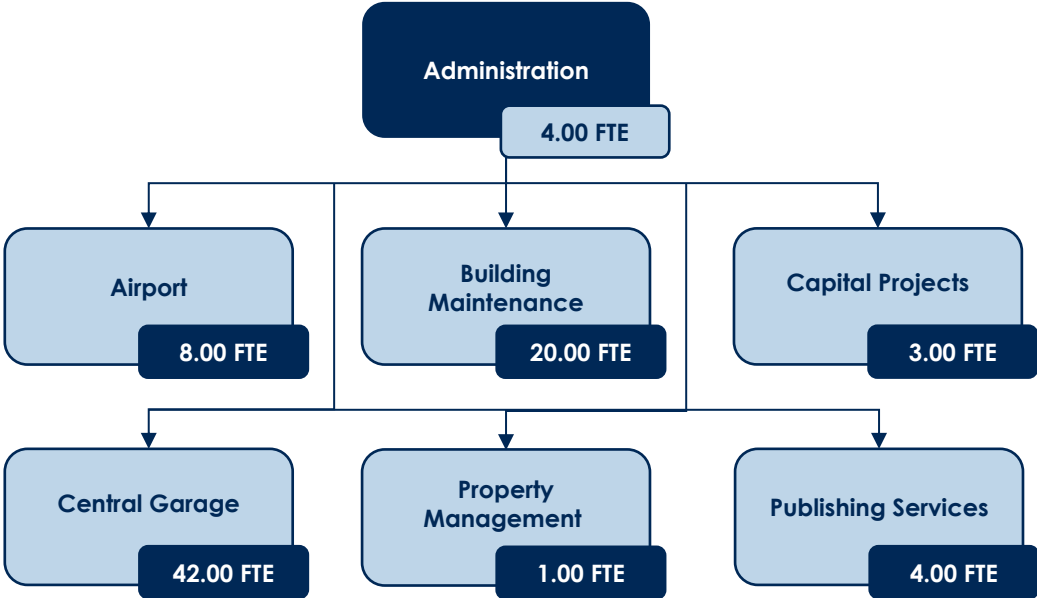 Administration
4.00 FTE
Airport
8.00 FTE
Building
Maintenance
20.00 FTE
Capital Projects
3.00 FTE
Central Garage
42.00 FTE
Property
Management
1.00 FTE
Publishing Services
4.00 FTE